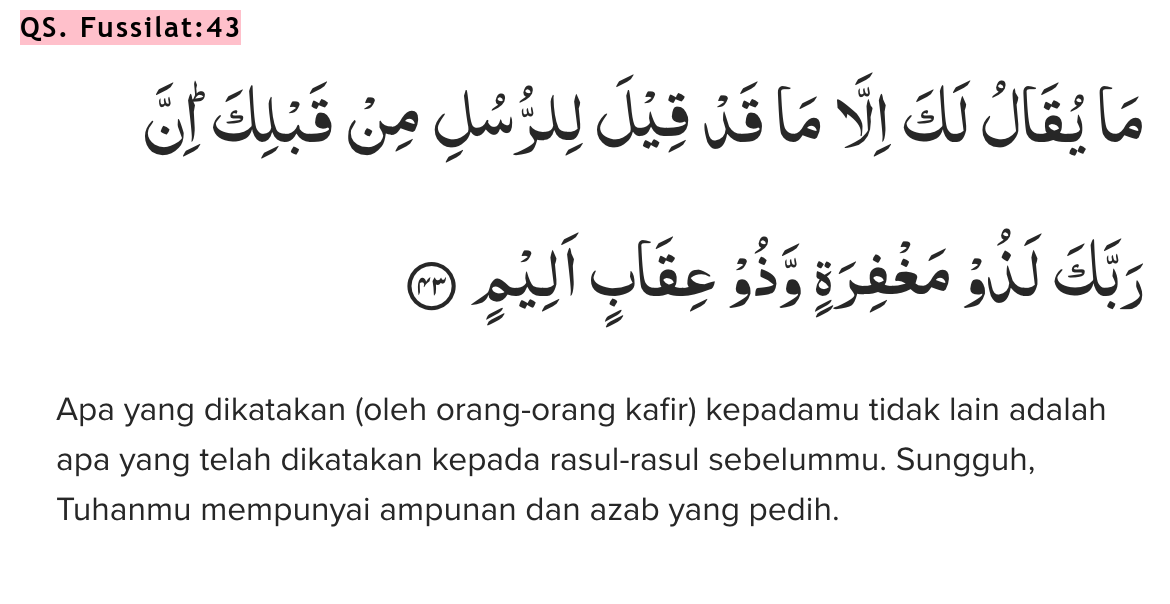 QS. Fussilat:43
مَا يُقَالُ لَكَ اِلَّا مَا قَدْ قِيْلَ لِلرُّسُلِ مِنْ قَبْلِكَ ۗاِنَّ
رَبَّكَ لَذُوْ مَغْفِرَةٍ وَّذُوْ عِقَابٍ اَلِيْمٍ ٤٣
Apa yang dikatakan (oleh orang-orang kafir) kepadamu tidak lain adalah
apa yang telah dikatakan kepada rasul-rasul sebelummu. Sungguh,
Tuhanmu mempunyai ampunan dan azab yang pedih.